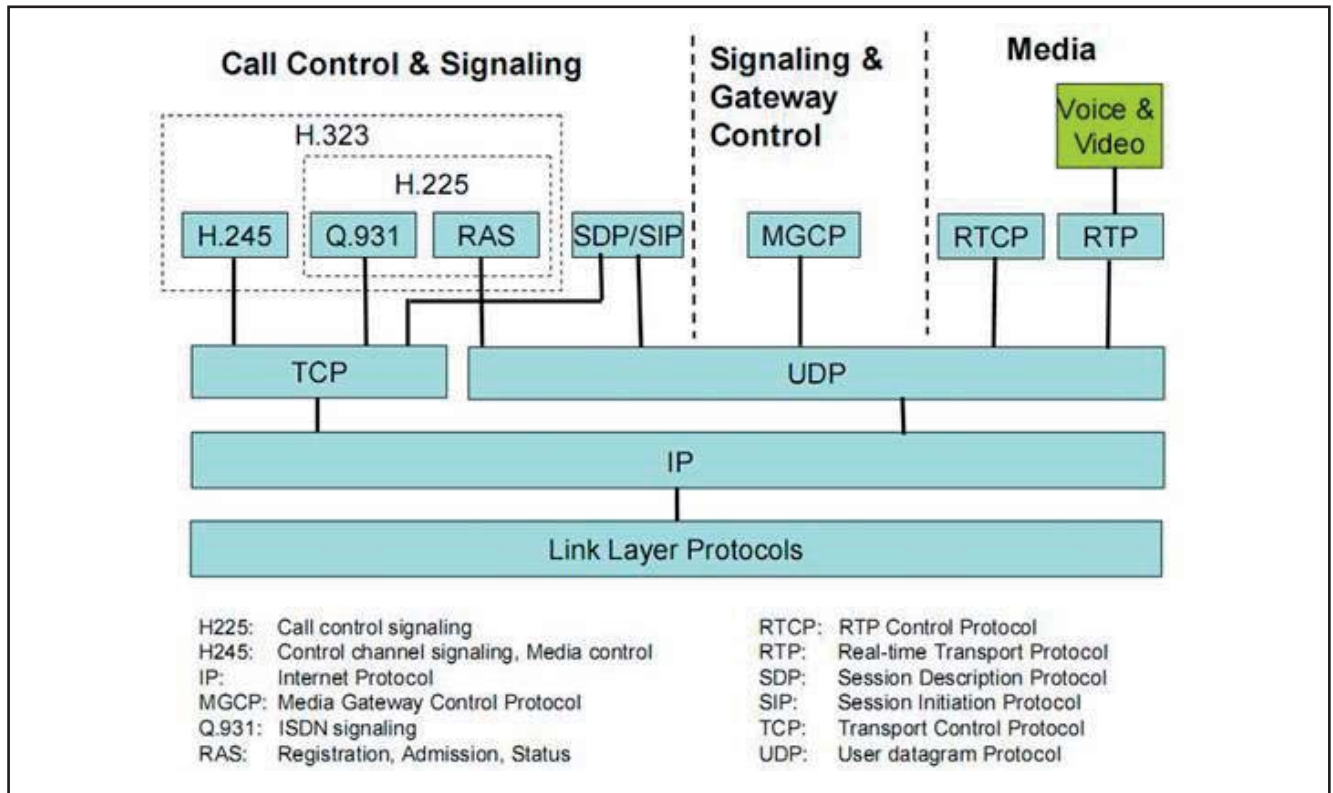 Call Control & Signaling
Signaling &
Gateway
Control
Media
Voice &
Video
H.323
H.225
H.245
Q.931
RAS
SDP/SIP
MGCP
RTCP
RTP
TCP
UDP
IP
Link Layer Protocols
H225: Call control signaling
H245: Control channel signaling, Media control
IP: Internet Protocol
MGCP: Media Gateway Control Protocol
Q.931: ISDN signaling
RAS: Registration, Admission, Status
RTCP: RTP Control Protocol
RTP: Real-time Transport Protocol
SDP: Session Description Protocol
SIP: Session Initiation Protocol
TCP: Transport Control Protocol
UDP: User datagram Protocol